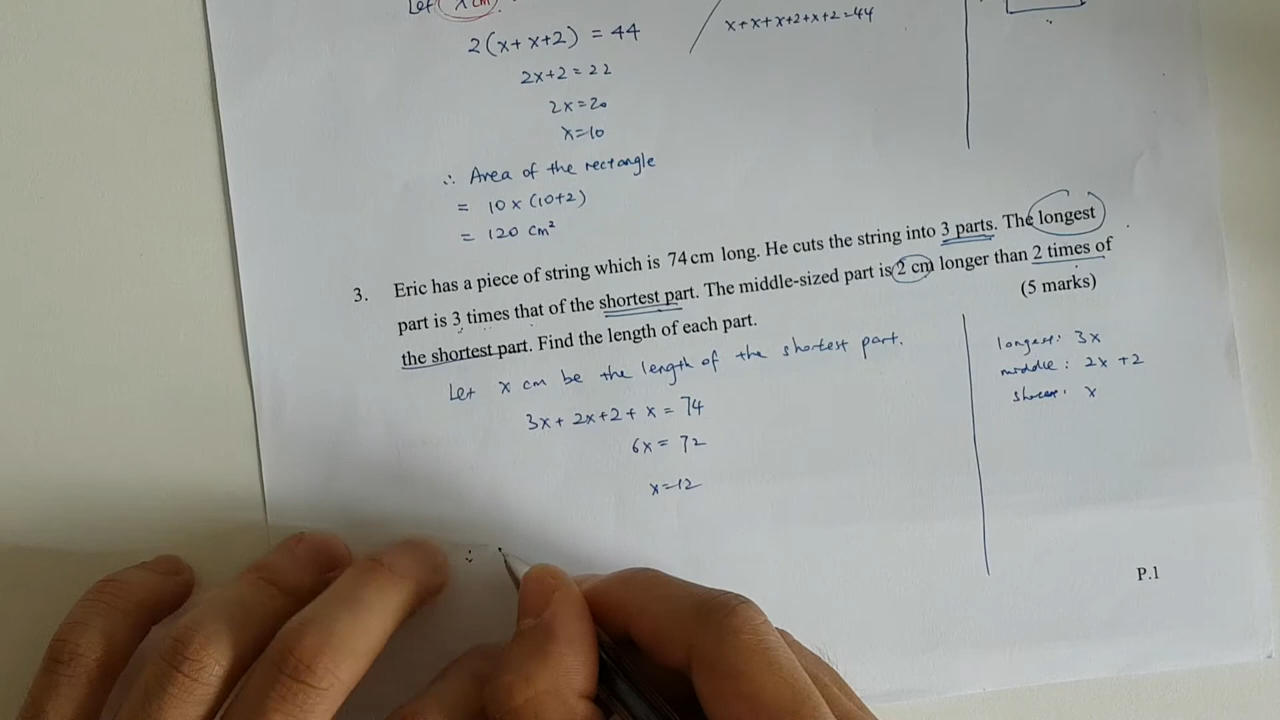 Let x cm
2(x+x+2) = 44
x+x+x+2+x+2=44
2x+2=22
2x=20
x=10
∴ Area of the rectangle
= 10 x (10+2)
= 120 cm²
3. Eric has a piece of string which is 74 cm long. He cuts the string into 3 parts. The longest
part is 3 times that of the shortest part. The middle-sized part is 2 cm longer than 2 times of
the shortest part. Find the length of each part. (5 marks)
Let x cm be the length of the shortest part.
3x + 2x+2 + x = 74
6x = 72
x=12
∴
longest: 3x
middle: 2x +2
x
P.1